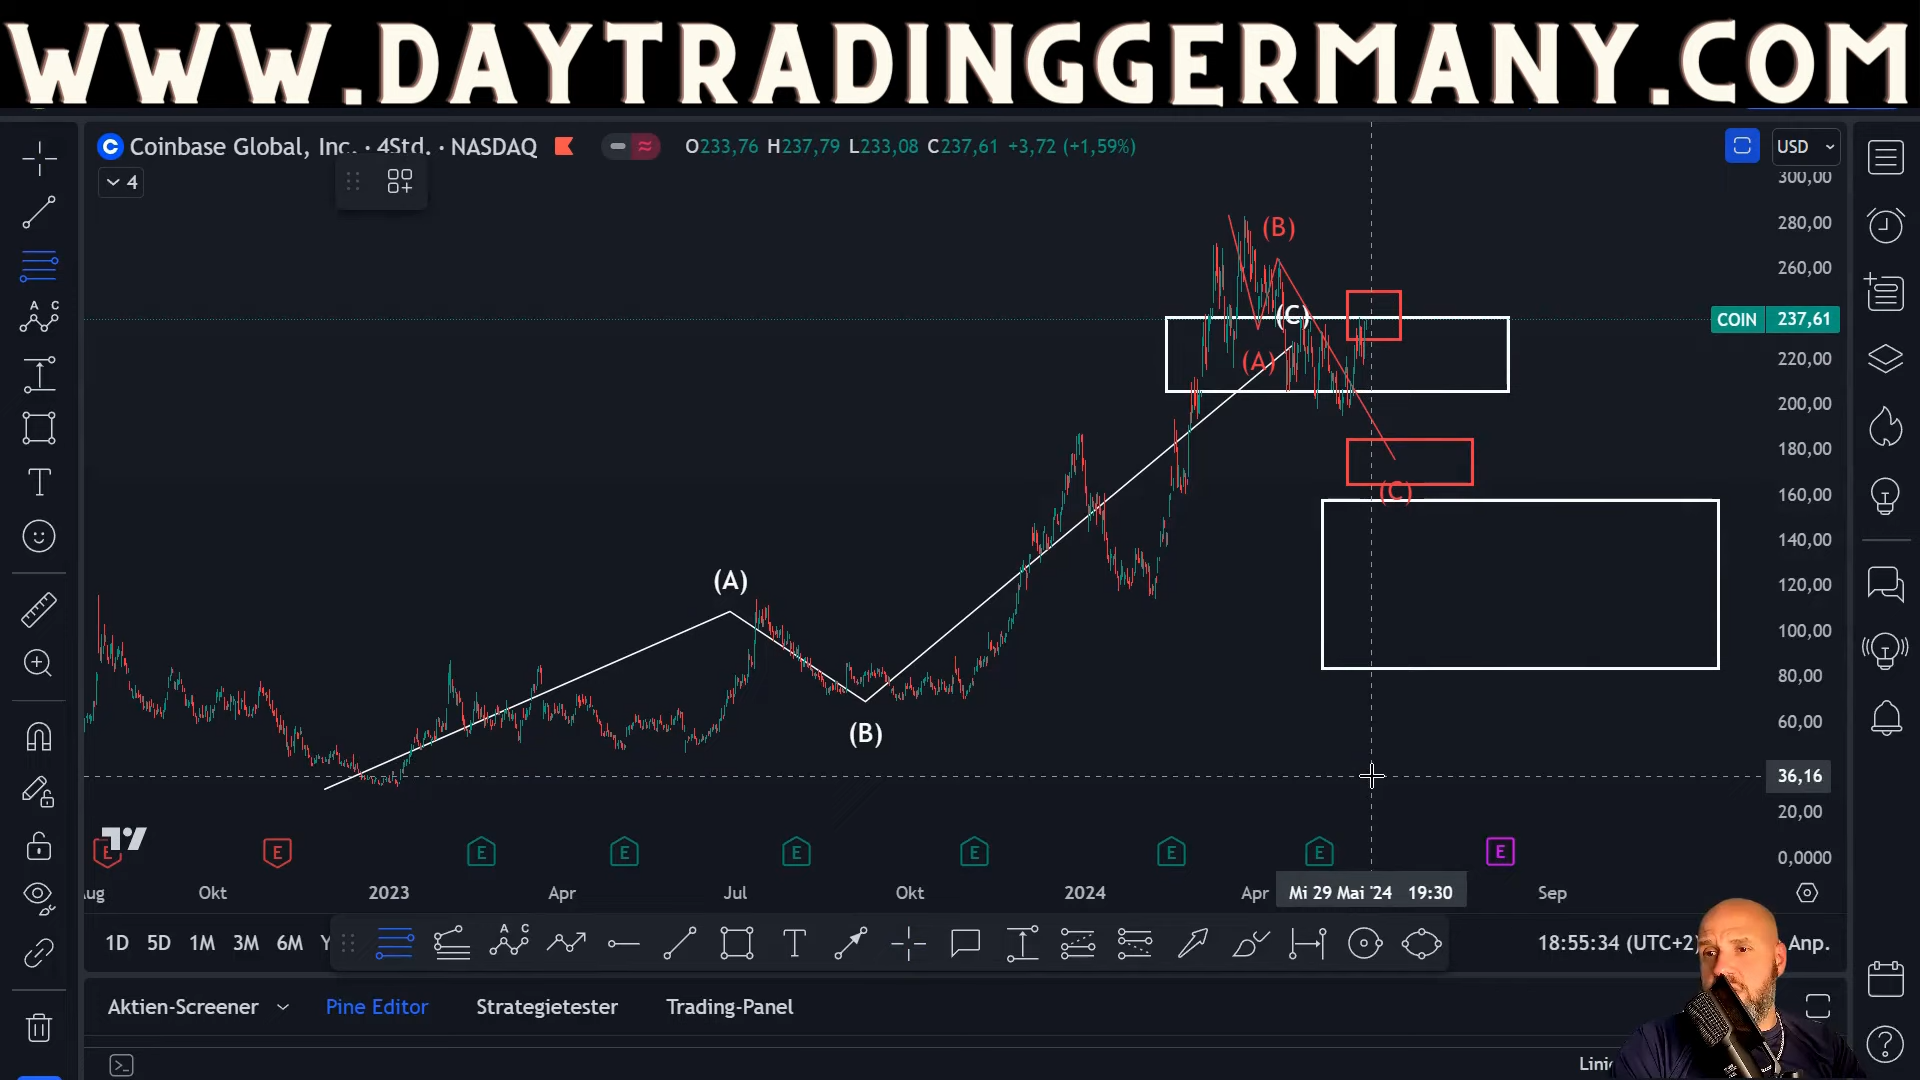 WWW.DAYTRADINGGERMANY.COM
Coinbase Global, Inc. · 4Std. · NASDAQ
O233,76 H237,79 L233,08 C237,61 +3,72 (+1,59%)
USD
4
300,00
280,00
260,00
COIN 237,61
220,00
200,00
180,00
160,00
140,00
120,00
100,00
80,00
60,00
36,16
20,00
0,0000
(B)
(C)
(A)
(C)
(A)
(B)
A C
E E E E E E E E E
Okt 2023 Apr Jul Okt 2024 Apr Mi 29 Mai '24 19:30 Sep
1D 5D 1M 3M 6M
A C
T
18:55:34 (UTC+2)
Anp.
Aktien-Screener Pine Editor Strategietester Trading-Panel